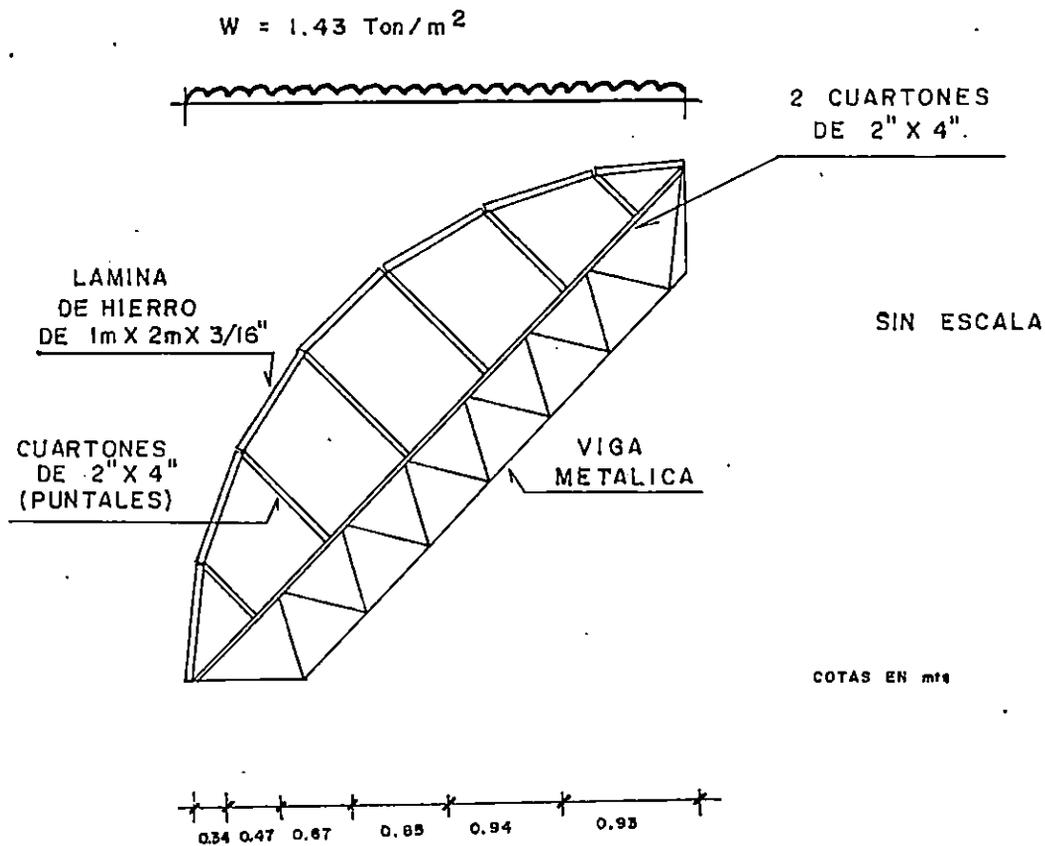 W = 1.43 Ton/m²
2 CUARTONES
DE 2" X 4".
LAMINA
DE HIERRO
DE 1m X 2m X 3/16"
SIN ESCALA
CUARTONES
DE 2" X 4"
(PUNTALES)
VIGA
METALICA
COTAS EN mts
0.34 0.47 0.67 0.85 0.94 0.93